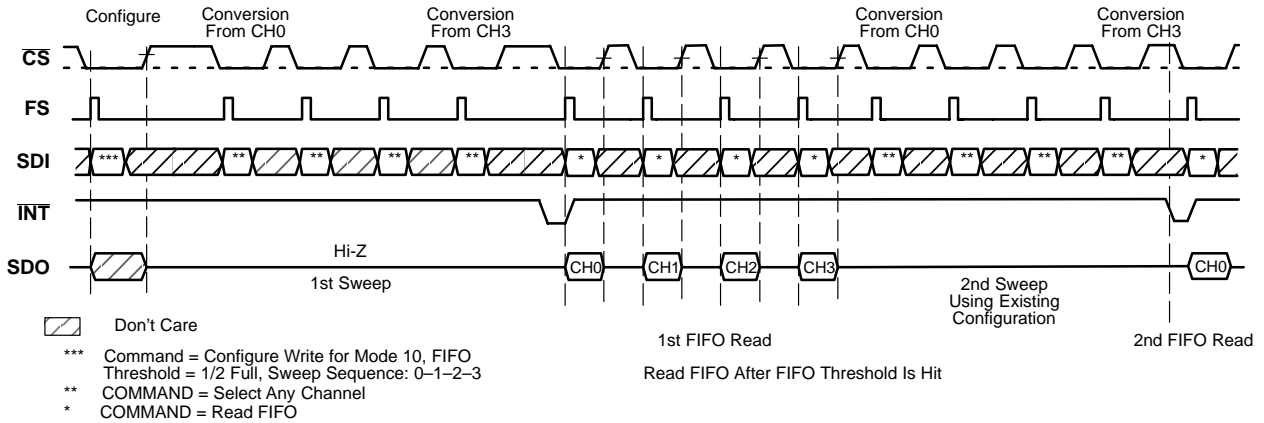 Configure
Conversion From CH0
Conversion From CH3
Conversion From CH0
Conversion From CH3
CS
FS
SDI *** ** ** ** ** * * * * ** ** ** ** *
INT
SDO Hi-Z CH0 CH1 CH2 CH3 CH0
1st Sweep
2nd Sweep
Using Existing
Configuration
Don't Care
1st FIFO Read
2nd FIFO Read
*** Command = Configure Write for Mode 10, FIFO
Threshold = 1/2 Full, Sweep Sequence: 0–1–2–3
Read FIFO After FIFO Threshold Is Hit
** COMMAND = Select Any Channel
* COMMAND = Read FIFO